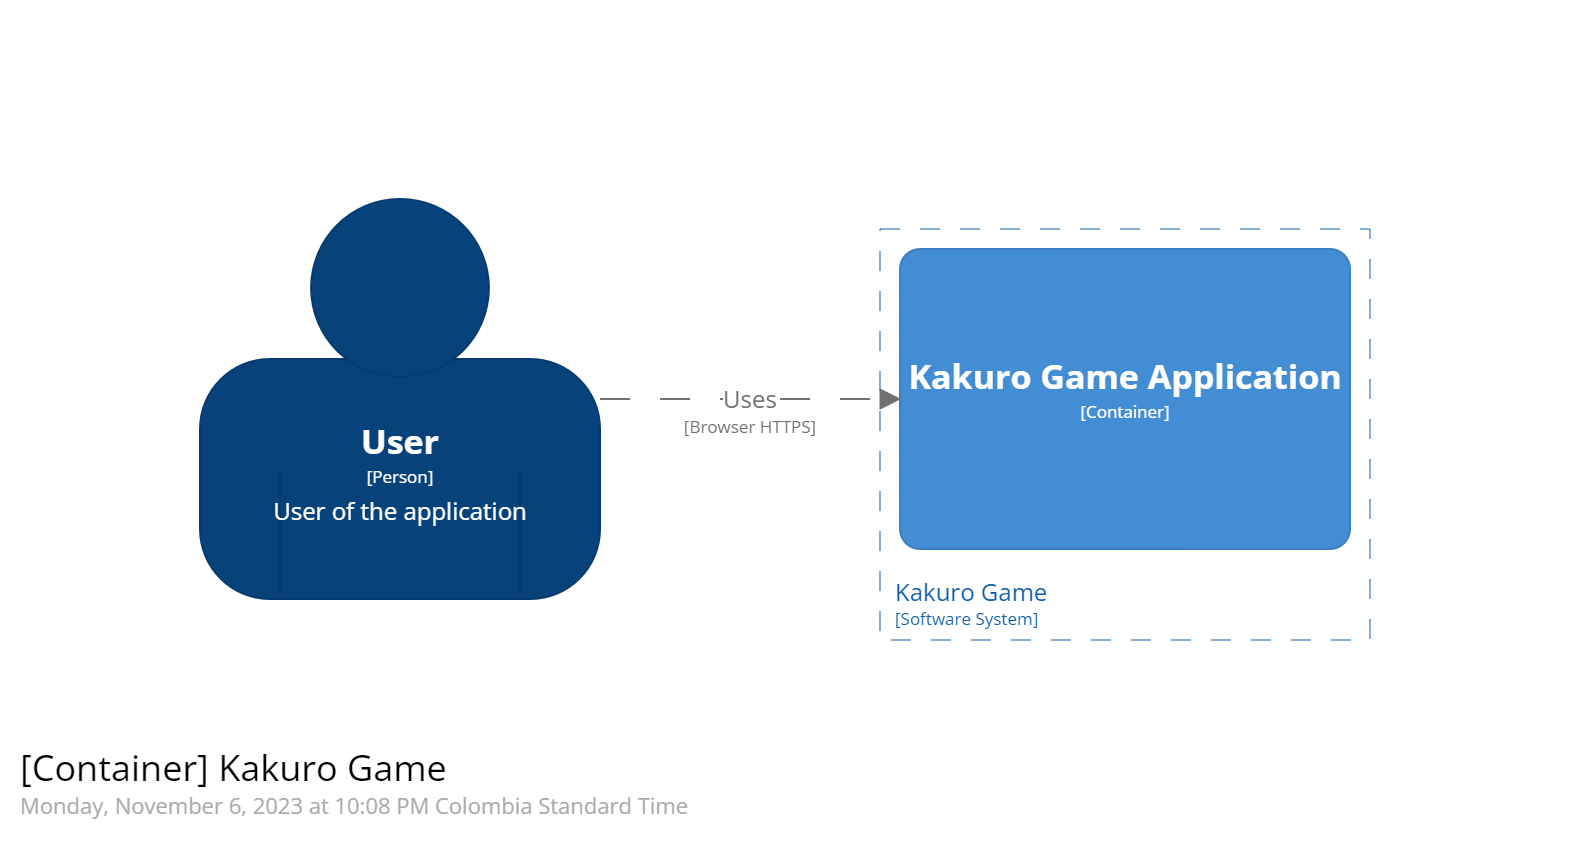 User
[Person]
User of the application
Uses
[Browser HTTPS]
Kakuro Game Application
[Container]
Kakuro Game
[Software System]
[Container] Kakuro Game
Monday, November 6, 2023 at 10:08 PM Colombia Standard Time